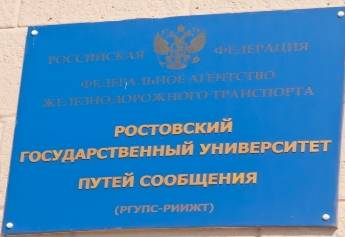 РОССИЙСКАЯ ФЕДЕРАЦИЯ
ФЕДЕРАЛЬНОЕ АГЕНТСТВО
ЖЕЛЕЗНОДОРОЖНОГО ТРАНСПОРТА
РОСТОВСКИЙ
ГОСУДАРСТВЕННЫЙ УНИВЕРСИТЕТ
ПУТЕЙ СООБЩЕНИЯ
(РГУПС-РИИЖТ)